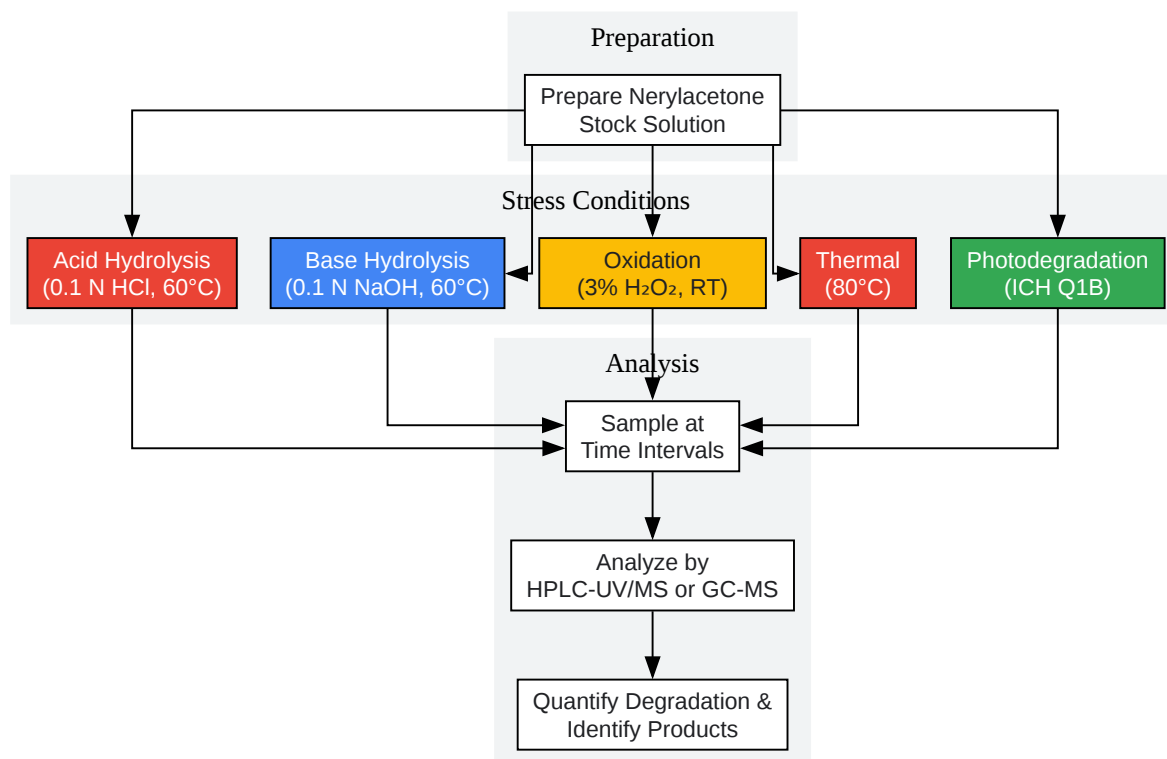 Preparation
Prepare Nerylacetone
Stock Solution
Stress Conditions
Acid Hydrolysis
(0.1 N HCl, 60°C)
Base Hydrolysis
(0.1 N NaOH, 60°C)
Oxidation
(3% H₂O₂, RT)
Thermal
(80°C)
Photodegradation
(ICH Q1B)
Analysis
Sample at
Time Intervals
Analyze by
HPLC-UV/MS or GC-MS
Quantify Degradation &
Identify Products